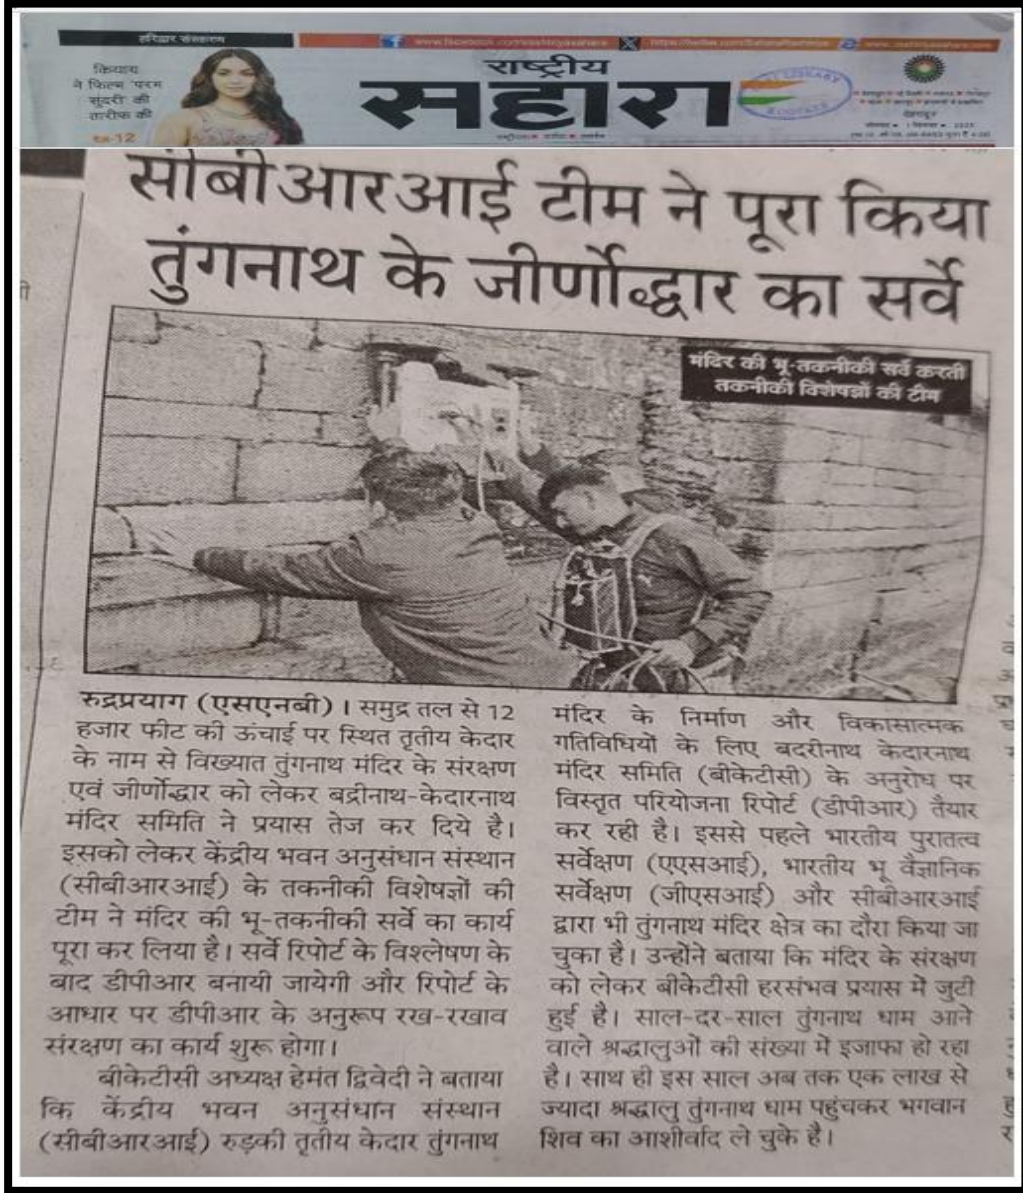 हरिद्वार संस्करण
कियारा
ने फिल्म 'परम
सुंदरी' की
तारीफ की
पेज-12
राष्ट्रीय
सहारा
देहरादून
सीबीआरआई टीम ने पूरा किया
तुंगनाथ के जीर्णोद्धार का सर्वे
मंदिर की भू-तकनीकी सर्वे करती
तकनीकी विशेषज्ञों की टीम
रुद्रप्रयाग (एसएनबी)। समुद्र तल से 12
हजार फीट की ऊंचाई पर स्थित तृतीय केदार
के नाम से विख्यात तुंगनाथ मंदिर के संरक्षण
एवं जीर्णोद्धार को लेकर बद्रीनाथ-केदारनाथ
मंदिर समिति ने प्रयास तेज कर दिये है।
इसको लेकर केंद्रीय भवन अनुसंधान संस्थान
(सीबीआरआई) के तकनीकी विशेषज्ञों की
टीम ने मंदिर की भू-तकनीकी सर्वे का कार्य
पूरा कर लिया है। सर्वे रिपोर्ट के विश्लेषण के
बाद डीपीआर बनायी जायेगी और रिपोर्ट के
आधार पर डीपीआर के अनुरूप रख-रखाव
संरक्षण का कार्य शुरू होगा।
बीकेटीसी अध्यक्ष हेमंत द्विवेदी ने बताया
कि केंद्रीय भवन अनुसंधान संस्थान
(सीबीआरआई) रुड़की तृतीय केदार तुंगनाथ
मंदिर के निर्माण और विकासात्मक
गतिविधियों के लिए बदरीनाथ केदारनाथ
मंदिर समिति (बीकेटीसी) के अनुरोध पर
विस्तृत परियोजना रिपोर्ट (डीपीआर) तैयार
कर रही है। इससे पहले भारतीय पुरातत्व
सर्वेक्षण (एएसआई), भारतीय भू वैज्ञानिक
सर्वेक्षण (जीएसआई) और सीबीआरआई
द्वारा भी तुंगनाथ मंदिर क्षेत्र का दौरा किया जा
चुका है। उन्होंने बताया कि मंदिर के संरक्षण
को लेकर बीकेटीसी हरसंभव प्रयास में जुटी
हुई है। साल-दर-साल तुंगनाथ धाम आने
वाले श्रद्धालुओं की संख्या में इजाफा हो रहा
है। साथ ही इस साल अब तक एक लाख से
ज्यादा श्रद्धालु तुंगनाथ धाम पहुंचकर भगवान
शिव का आशीर्वाद ले चुके है।